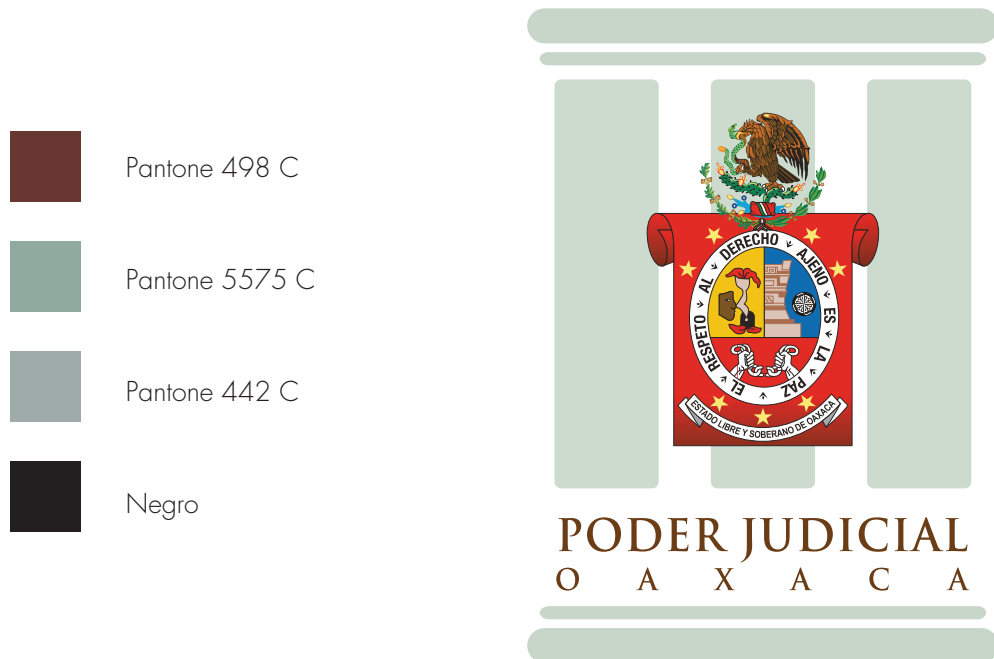 Pantone 498 C
Pantone 5575 C
Pantone 442 C
Negro
EL RESPETO AL DERECHO AJENO ES LA PAZ
ESTADO LIBRE Y SOBERANO DE OAXACA
PODER JUDICIAL
OAXACA